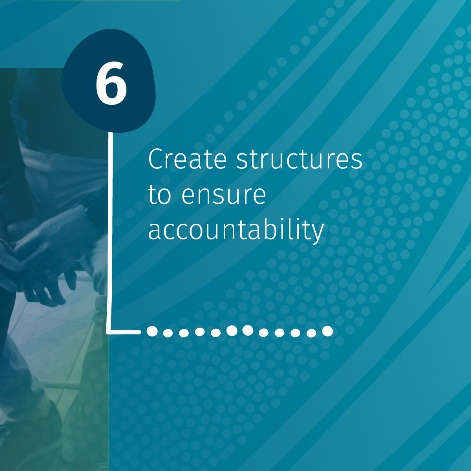 6
Create structures
to ensure
accountability